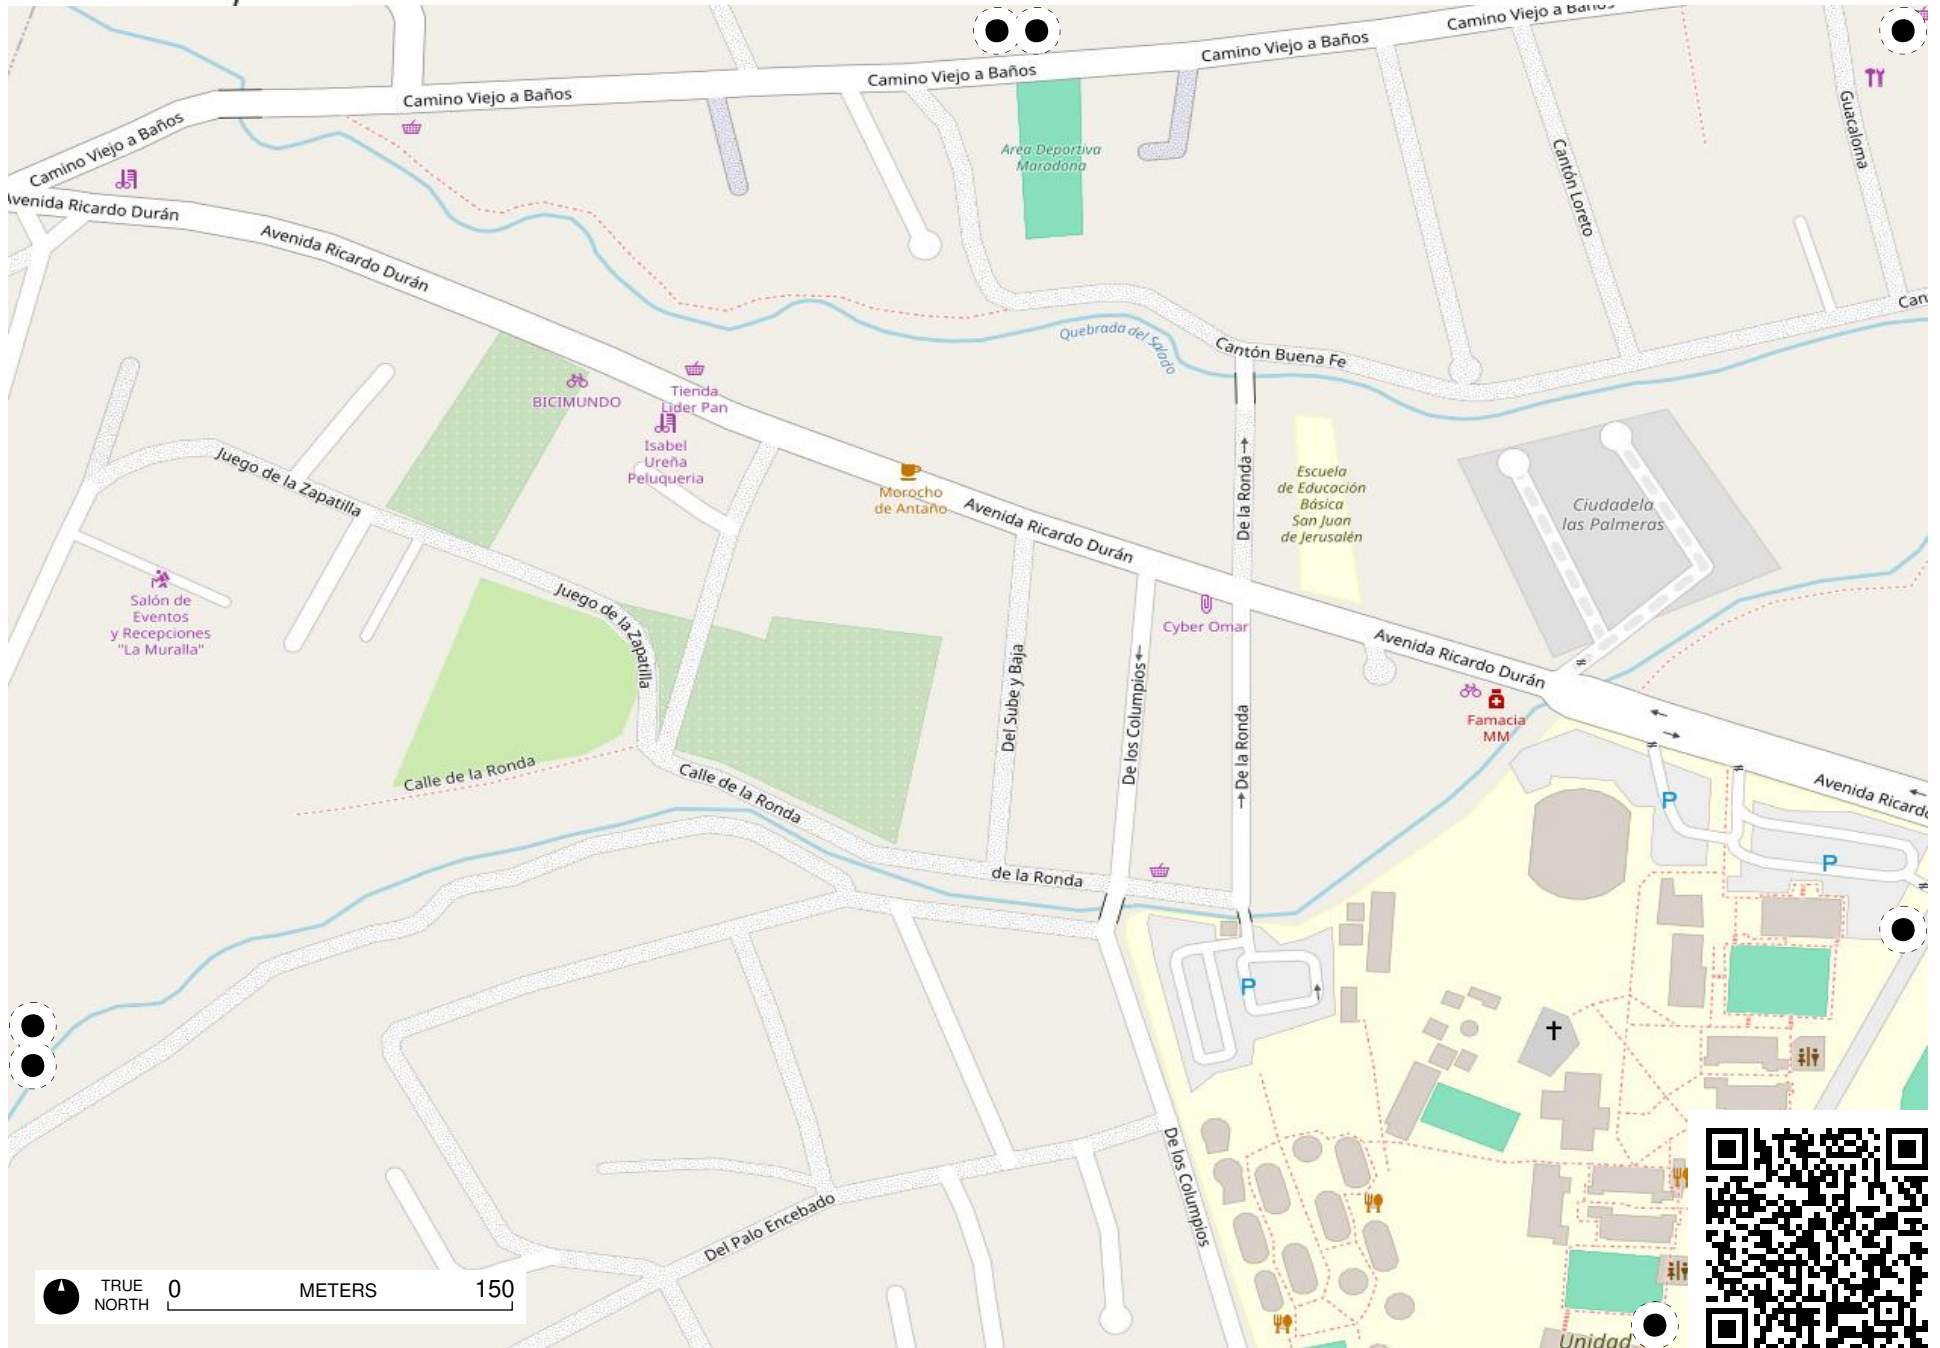 Camino Viejo a Baños
Camino Viejo a Baños
Camino Viejo a Baños
Camino Viejo a Baños
Camino Viejo a Baños
Guacaloma
Cantón Loreto
Area Deportiva
Maradona
Avenida Ricardo Durán
Avenida Ricardo Durán
Can
Quebrada del Salado
Cantón Buena Fe
BICIMUNDO
Tienda
Lider Pan
Isabel
Ureña
Peluqueria
Juego de la Zapatilla
Morocho
de Antaño
Avenida Ricardo Durán
De la Ronda
Escuela
de Educación
Básica
San Juan
de Jerusalén
Ciudadela
las Palmeras
Salón de
Eventos
y Recepciones
"La Muralla"
Juego de la Zapatilla
Cyber Omar
Avenida Ricardo Durán
Del Sube y Baja
De los Columpios
De la Ronda
Famacia
MM
Calle de la Ronda
Calle de la Ronda
Avenida Ricardo
P
P
de la Ronda
P
De los Columpios
Del Palo Encebado
TRUE
NORTH
0 METERS 150
Unidad